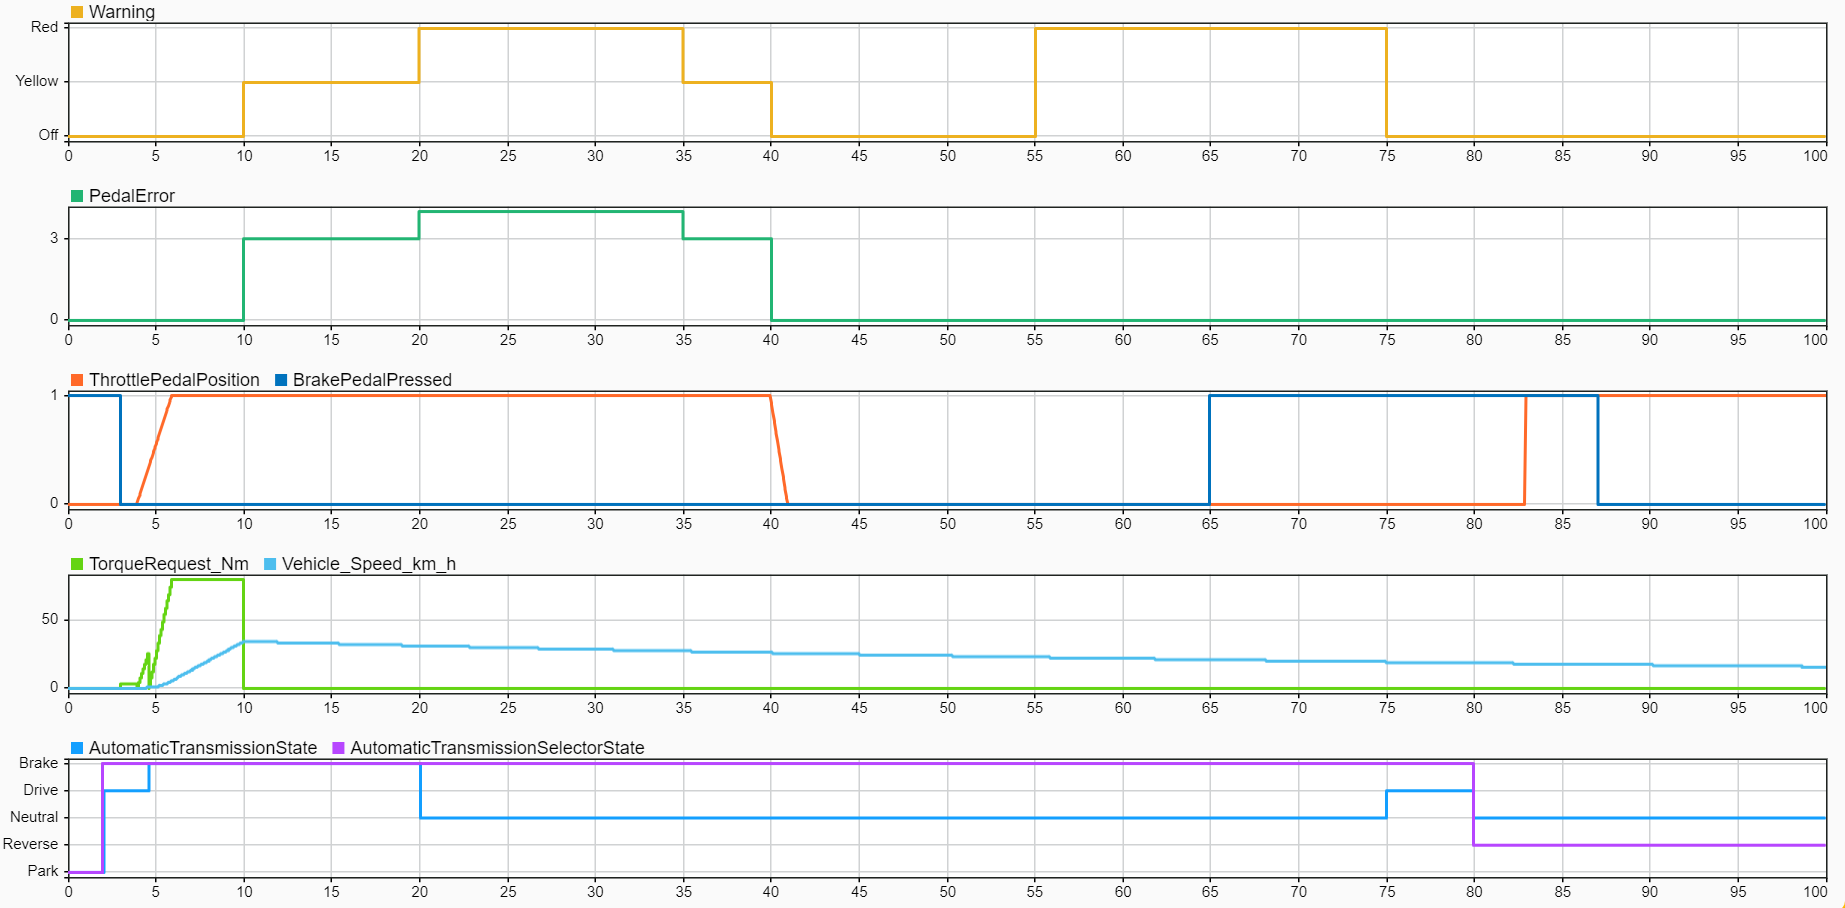 Warning
Red
Yellow
Off
0 5 10 15 20 25 30 35 40 45 50 55 60 65 70 75 80 85 90 95 100
PedalError
3
0
0 5 10 15 20 25 30 35 40 45 50 55 60 65 70 75 80 85 90 95 100
ThrottlePedalPosition BrakePedalPressed
1
0
0 5 10 15 20 25 30 35 40 45 50 55 60 65 70 75 80 85 90 95 100
TorqueRequest_Nm Vehicle_Speed_km_h
50
0
0 5 10 15 20 25 30 35 40 45 50 55 60 65 70 75 80 85 90 95 100
AutomaticTransmissionState AutomaticTransmissionSelectorState
Brake
Drive
Neutral
Reverse
Park
0 5 10 15 20 25 30 35 40 45 50 55 60 65 70 75 80 85 90 95 100